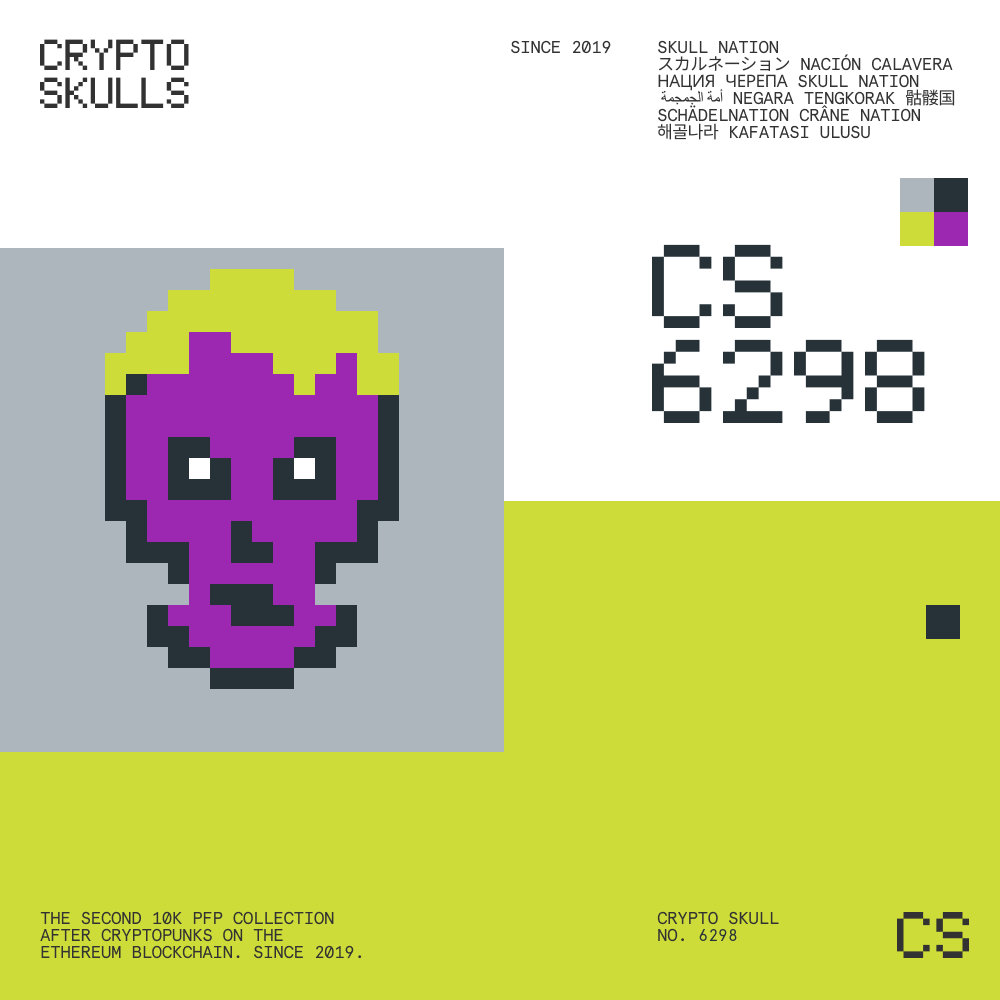 CRYPTO
SKULLS
SINCE 2019
SKULL NATION
スカルネーション NACIÓN CALAVERA
НАЦИЯ ЧЕРЕПА SKULL NATION
أمة الجمجمة NEGARA TENGKORAK 骷髅国
SCHÄDELNATION CRÂNE NATION
해골나라 KAFATASI ULUSU
CS
6298
THE SECOND 10K PFP COLLECTION
AFTER CRYPTOPUNKS ON THE
ETHEREUM BLOCKCHAIN. SINCE 2019.
CRYPTO SKULL
NO. 6298
CS